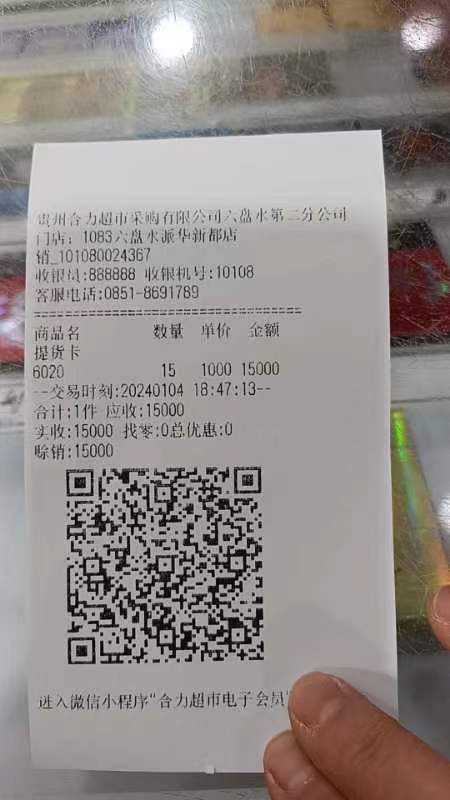 贵州合力超市采购有限公司六盘水第二分公司
门店：1083六盘水派华新都店
销_101080024367
收银员:888888 收银机号:10108
客服电话:0851-8691789
==================================
商品名 数量 单价 金额
提货卡
6020 15 1000 15000
--交易时刻:20240104 18:47:13--
合计:1件 应收:15000
实收:15000 找零:0总优惠:0
赊销:15000
进入微信小程序"合力超市电子会员"